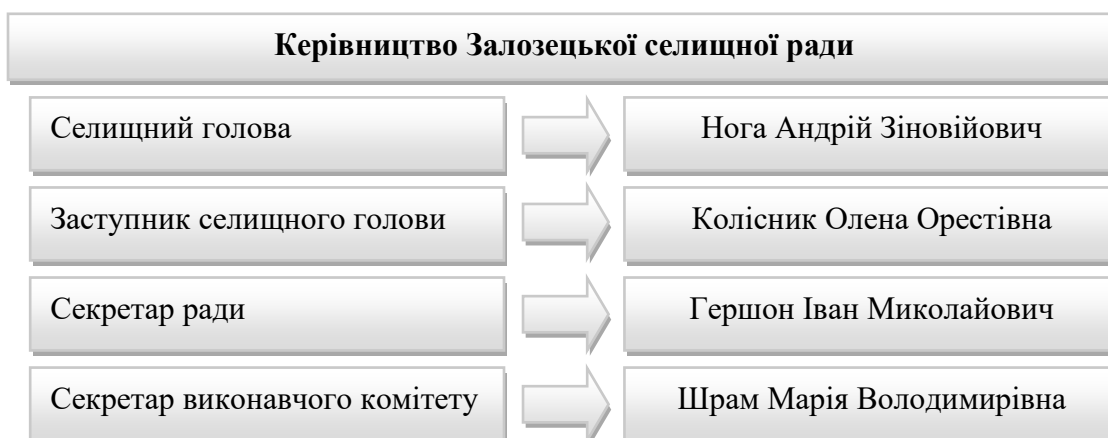 Керівництво Залозецької селищної ради
Селищний голова
Нога Андрій Зіновійович
Заступник селищного голови
Колісник Олена Орестівна
Секретар ради
Гершон Іван Миколайович
Секретар виконавчого комітету
Шрам Марія Володимирівна